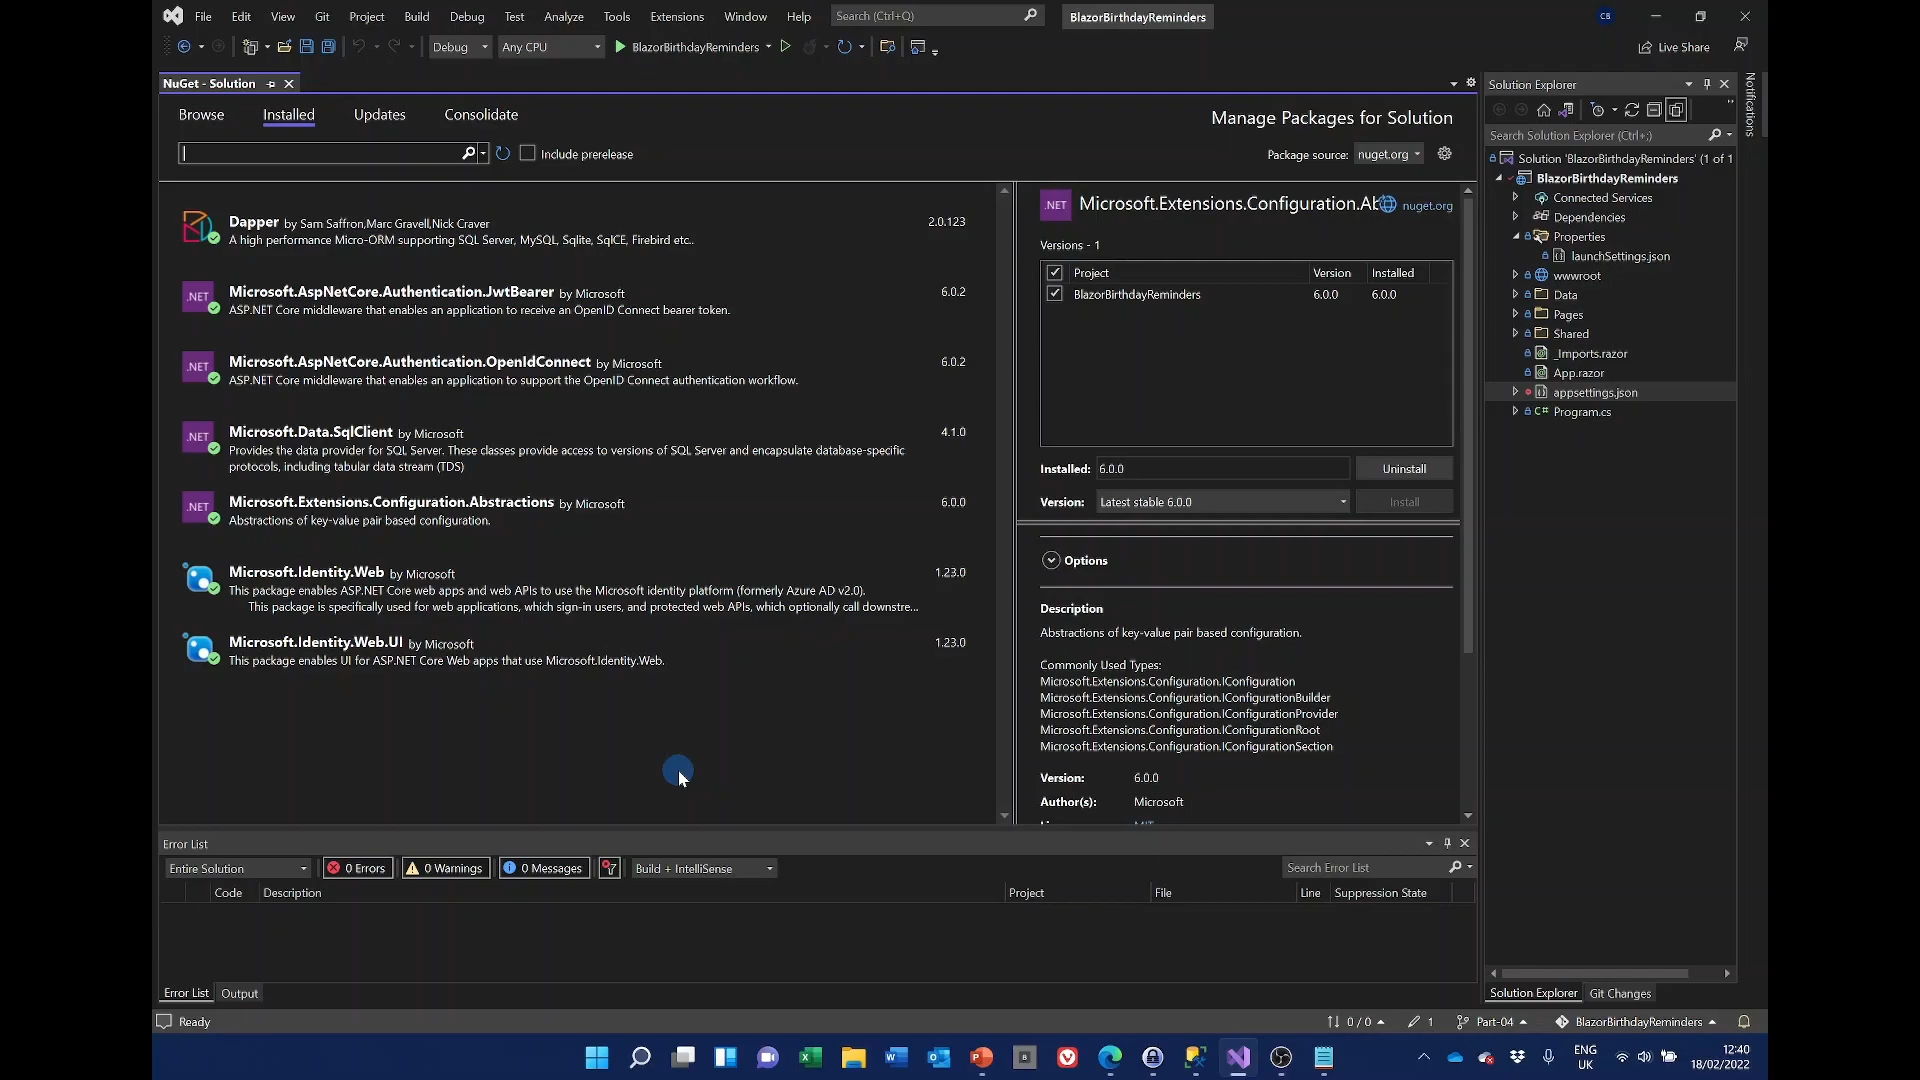 File Edit View Git Project Build Debug Test Analyze Tools Extensions Window Help Search (Ctrl+Q) BlazorBirthdayReminders CB
Debug Any CPU BlazorBirthdayReminders Live Share
NuGet - Solution
Browse Installed Updates Consolidate
Manage Packages for Solution
Include prerelease
Package source: nuget.org
Dapper by Sam Saffron,Marc Gravell,Nick Craver 2.0.123
A high performance Micro-ORM supporting SQL Server, MySQL, Sqlite, SqlCE, Firebird etc..
.NET Microsoft.AspNetCore.Authentication.JwtBearer by Microsoft 6.0.2
ASP.NET Core middleware that enables an application to receive an OpenID Connect bearer token.
.NET Microsoft.AspNetCore.Authentication.OpenIdConnect by Microsoft 6.0.2
ASP.NET Core middleware that enables an application to support the OpenID Connect authentication workflow.
.NET Microsoft.Data.SqlClient by Microsoft 4.1.0
Provides the data provider for SQL Server. These classes provide access to versions of SQL Server and encapsulate database-specific
protocols, including tabular data stream (TDS)
.NET Microsoft.Extensions.Configuration.Abstractions by Microsoft 6.0.0
Abstractions of key-value pair based configuration.
Microsoft.Identity.Web by Microsoft 1.23.0
This package enables ASP.NET Core web apps and web APIs to use the Microsoft identity platform (formerly Azure AD v2.0).
This package is specifically used for web applications, which sign-in users, and protected web APIs, which optionally call downstre...
Microsoft.Identity.Web.UI by Microsoft 1.23.0
This package enables UI for ASP.NET Core Web apps that use Microsoft.Identity.Web.
.NET Microsoft.Extensions.Configuration.Ab nuget.org
Versions - 1
Project Version Installed
BlazorBirthdayReminders 6.0.0 6.0.0
Installed: 6.0.0 Uninstall
Version: Latest stable 6.0.0 Install
Options
Description
Abstractions of key-value pair based configuration.
Commonly Used Types:
Microsoft.Extensions.Configuration.IConfiguration
Microsoft.Extensions.Configuration.IConfigurationBuilder
Microsoft.Extensions.Configuration.IConfigurationProvider
Microsoft.Extensions.Configuration.IConfigurationRoot
Microsoft.Extensions.Configuration.IConfigurationSection
Version: 6.0.0
Author(s): Microsoft
Solution Explorer
Search Solution Explorer (Ctrl+;)
Solution 'BlazorBirthdayReminders' (1 of 1
BlazorBirthdayReminders
Connected Services
Dependencies
Properties
launchSettings.json
wwwroot
Data
Pages
Shared
_Imports.razor
App.razor
appsettings.json
C# Program.cs
Notifications
Error List
Entire Solution 0 Errors 0 Warnings 0 Messages Build + IntelliSense Search Error List
Code Description Project File Line Suppression State
Error List Output
Solution Explorer Git Changes
Ready 0 / 0 1 Part-04 BlazorBirthdayReminders
ENG
UK
12:40
18/02/2022